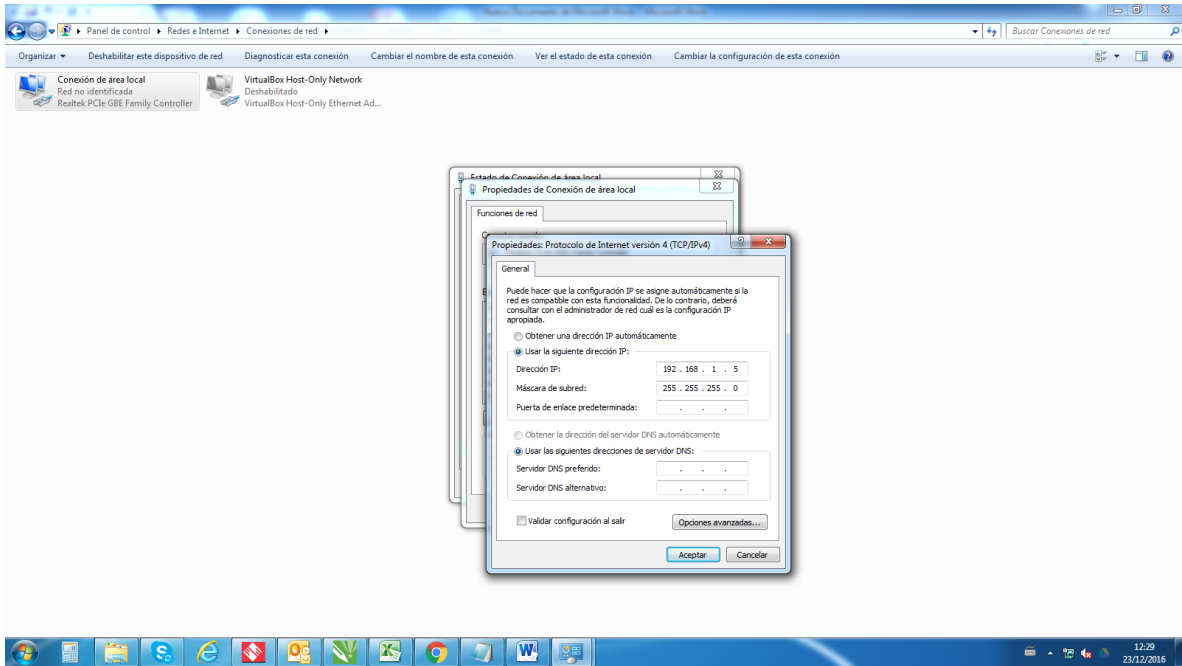 Panel de control ▸ Redes e Internet ▸ Conexiones de red ▸
Buscar Conexiones de red
Organizar
Deshabilitar este dispositivo de red
Diagnosticar esta conexión
Cambiar el nombre de esta conexión
Ver el estado de esta conexión
Cambiar la configuración de esta conexión
Conexión de área local
Red no identificada
Realtek PCIe GBE Family Controller
VirtualBox Host-Only Network
Deshabilitado
VirtualBox Host-Only Ethernet Ad...
Estado de Conexión de área local
Propiedades de Conexión de área local
Funciones de red
Propiedades: Protocolo de Internet versión 4 (TCP/IPv4)
General
Puede hacer que la configuración IP se asigne automáticamente si la
red es compatible con esta funcionalidad. De lo contrario, deberá
consultar con el administrador de red cuál es la configuración IP
apropiada.
Obtener una dirección IP automáticamente
Usar la siguiente dirección IP:
Dirección IP: 192 . 168 . 1 . 5
Máscara de subred: 255 . 255 . 255 . 0
Puerta de enlace predeterminada: . . .
Obtener la dirección del servidor DNS automáticamente
Usar las siguientes direcciones de servidor DNS:
Servidor DNS preferido: . . .
Servidor DNS alternativo: . . .
Validar configuración al salir
Opciones avanzadas...
Aceptar
Cancelar
12:29
23/12/2016